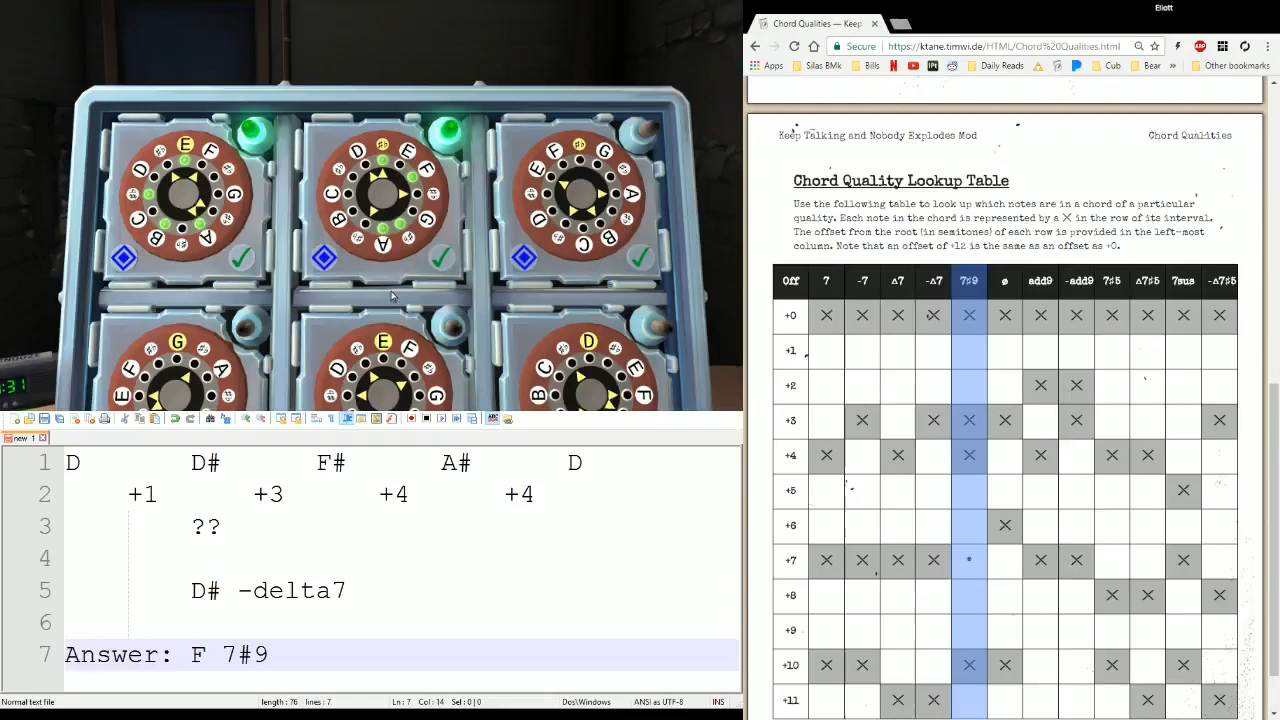 Eliott
Chord Qualities — Keep
Secure https://ktane.timwi.de/HTML/Chord%20Qualities.html
Apps Silas BMk Bills Daily Reads Cub Bear » Other bookmarks
Keep Talking and Nobody Explodes Mod Chord Qualities
Chord Quality Lookup Table
Use the following table to look up which notes are in a chord of a particular
quality. Each note in the chord is represented by a X in the row of its interval.
The offset from the root (in semitones) of each row is provided in the left-most
column. Note that an offset of +12 is the same as an offset as +0.
Off 7 -7 Δ7 -Δ7 7♯9 ø add9 -add9 7♯5 Δ7♯5 7sus -Δ7♯5
+0 X X X X X X X X X X X X
+1
+2 X X
+3 X X X X X X
+4 X X X X X X
+5 X
+6 X
+7 X X X X * X X X
+8 X X X
+9
+10 X X X X X X
+11 X X X X
E F G A B C D
E F G A B C D
G A B C D E F
G A E F
E F G D
D E F B C
:31
new 1
1 D D# F# A# D
2 +1 +3 +4 +4
3 ??
4
5 D# -delta7
6
7 Answer: F 7#9
Normal text file length: 76 lines: 7 Ln: 7 Col: 14 Sel: 0 | 0 Dos\Windows ANSI as UTF-8 INS